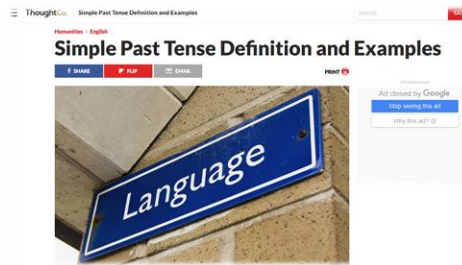 ThoughtCo. Simple Past Tense Definition and Examples
GO
Humanities › English
Simple Past Tense Definition and Examples
f SHARE FLIP EMAIL PRINT
Ad closed by Google
Stop seeing this ad
Why this ad?
Language